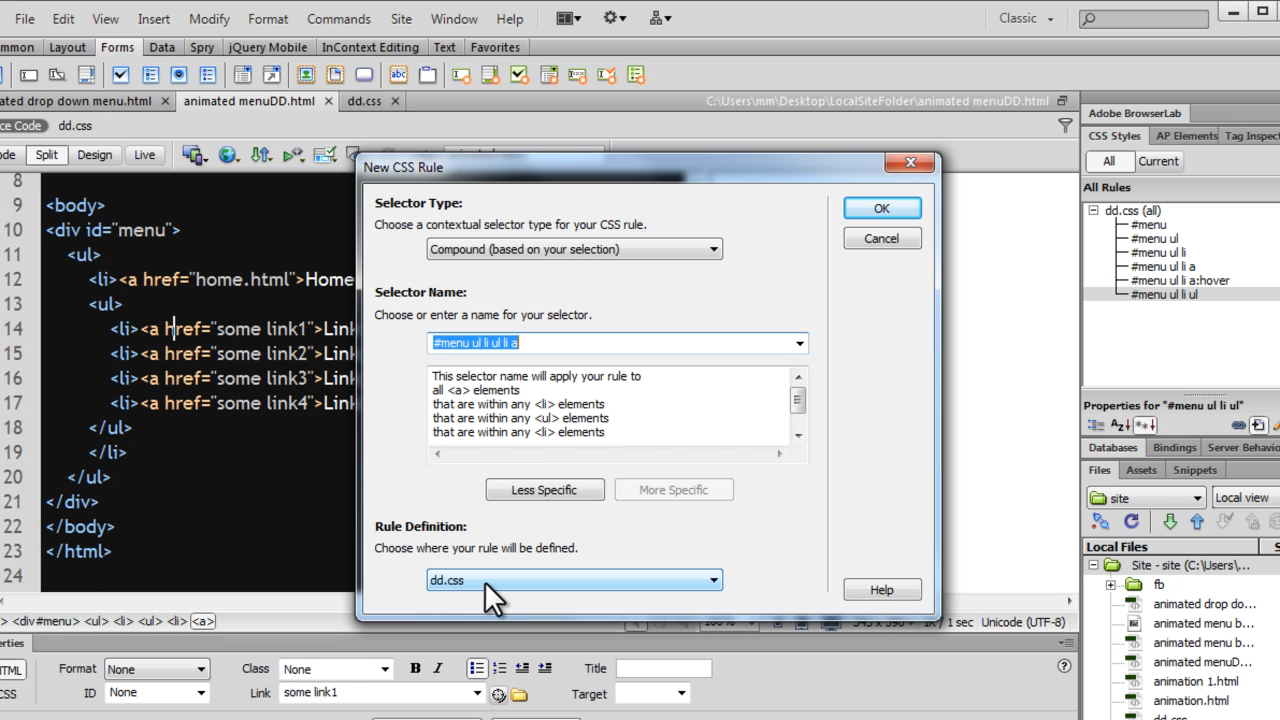 File Edit View Insert Modify Format Commands Site Window Help Classic
mmon Layout Forms Data Spry jQuery Mobile InContext Editing Text Favorites
abc
ated drop down menu.html animated menuDD.html dd.css C:\Users\mm\Desktop\LocalSiteFolder\animated menuDD.html
ce Code dd.css
ode Split Design Live
8
9 <body>
10 <div id="menu">
11 <ul>
12 <li><a href="home.html">Home
13 <ul>
14 <li><a href="some link1">Link
15 <li><a href="some link2">Link
16 <li><a href="some link3">Link
17 <li><a href="some link4">Link
18 </ul>
19 </li>
20 </ul>
21 </div>
22 </body>
23 </html>
24
New CSS Rule
Selector Type:
Choose a contextual selector type for your CSS rule.
Compound (based on your selection)
Selector Name:
Choose or enter a name for your selector.
#menu ul li ul li a
This selector name will apply your rule to
all <a> elements
that are within any <li> elements
that are within any <ul> elements
that are within any <li> elements
Less Specific More Specific
Rule Definition:
Choose where your rule will be defined.
dd.css
OK
Cancel
Help
Adobe BrowserLab
CSS Styles AP Elements Tag Inspect
All Current
All Rules
dd.css (all)
#menu
#menu ul
#menu ul li
#menu ul li a
#menu ul li a:hover
#menu ul li ul
Properties for "#menu ul li ul"
Databases Bindings Server Behavio
Files Assets Snippets
site Local view
Local Files
Site - site (C:\Users\...
fb
animated drop do...
animated menu b...
animated menu b...
animated menuD...
animation 1.html
animation.html
dd.css
<div#menu> <ul> <li> <ul> <li> <a> 1K / 1 sec Unicode (UTF-8)
erties
HTML Format None Class None B I Title
CSS ID None Link some link1 Target